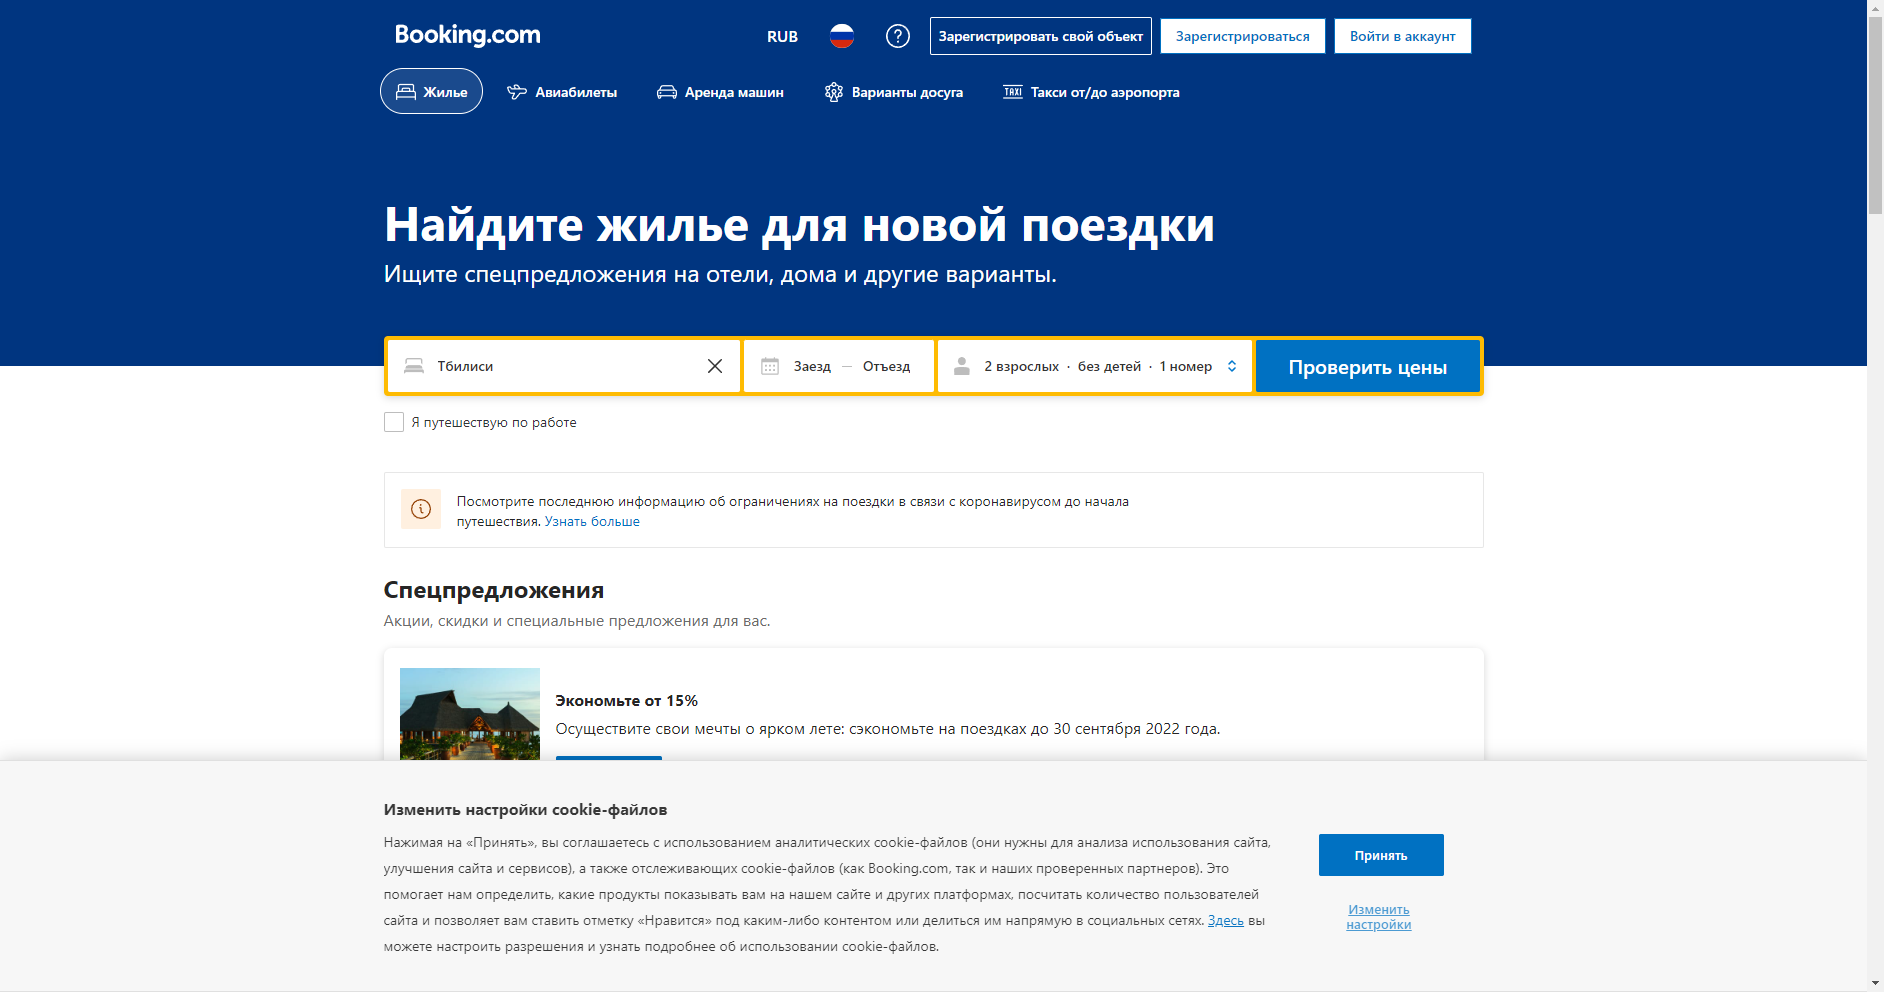 Booking.com
RUB
Зарегистрировать свой объект
Зарегистрироваться
Войти в аккаунт
Жилье
Авиабилеты
Аренда машин
Варианты досуга
TAXI
Такси от/до аэропорта
Найдите жилье для новой поездки
Ищите спецпредложения на отели, дома и другие варианты.
Тбилиси
Заезд — Отъезд
2 взрослых · без детей · 1 номер
Проверить цены
Я путешествую по работе
Посмотрите последнюю информацию об ограничениях на поездки в связи с коронавирусом до начала
путешествия. Узнать больше
Спецпредложения
Акции, скидки и специальные предложения для вас.
Экономьте от 15%
Осуществите свои мечты о ярком лете: сэкономьте на поездках до 30 сентября 2022 года.
Изменить настройки cookie-файлов
Нажимая на «Принять», вы соглашаетесь с использованием аналитических cookie-файлов (они нужны для анализа использования сайта,
улучшения сайта и сервисов), а также отслеживающих cookie-файлов (как Booking.com, так и наших проверенных партнеров). Это
помогает нам определить, какие продукты показывать вам на нашем сайте и других платформах, посчитать количество пользователей
сайта и позволяет вам ставить отметку «Нравится» под каким-либо контентом или делиться им напрямую в социальных сетях. Здесь вы
можете настроить разрешения и узнать подробнее об использовании cookie-файлов.
Принять
Изменить
настройки